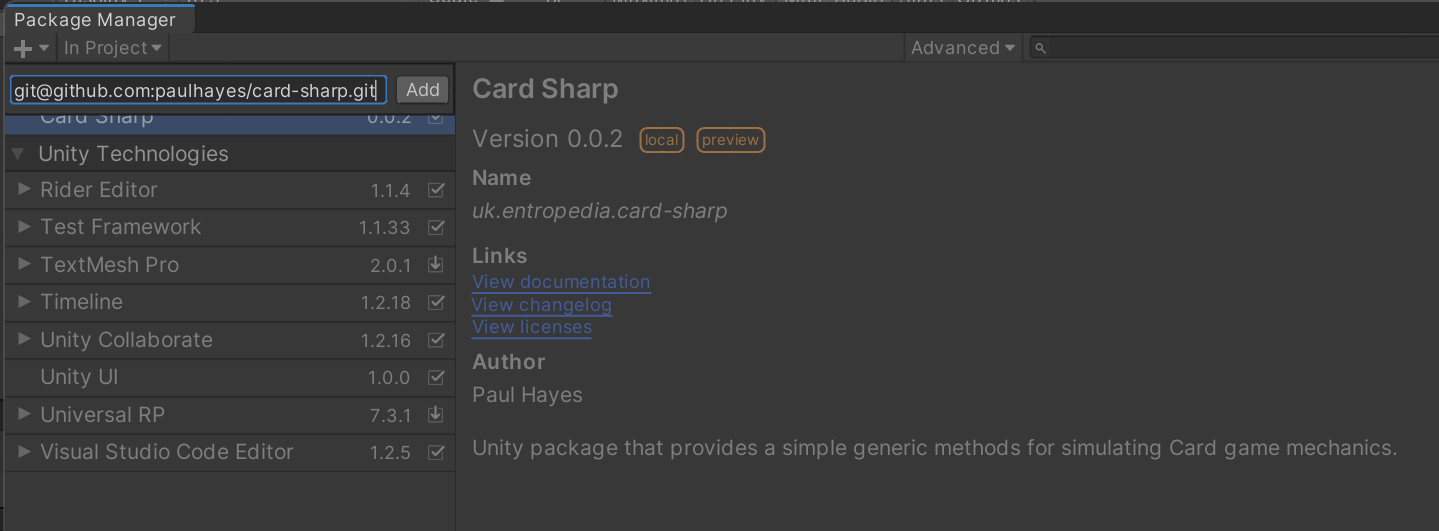 Package Manager
In Project
Advanced
git@github.com:paulhayes/card-sharp.git
Add
Card Sharp 0.0.2
Unity Technologies
Rider Editor 1.1.4
Test Framework 1.1.33
TextMesh Pro 2.0.1
Timeline 1.2.18
Unity Collaborate 1.2.16
Unity UI 1.0.0
Universal RP 7.3.1
Visual Studio Code Editor 1.2.5
Card Sharp
Version 0.0.2 local preview
Name
uk.entropedia.card-sharp
Links
View documentation
View changelog
View licenses
Author
Paul Hayes
Unity package that provides a simple generic methods for simulating Card game mechanics.